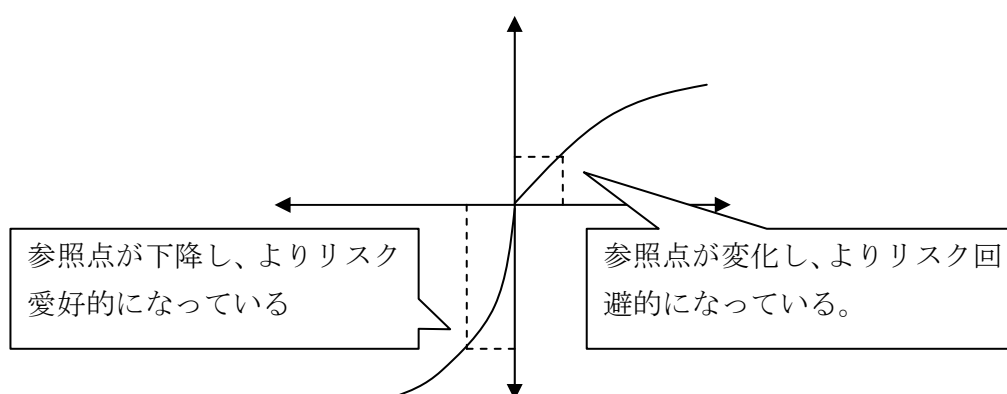 参照点が下降し、よりリスク
愛好的になっている
参照点が変化し、よりリスク回
避的になっている。